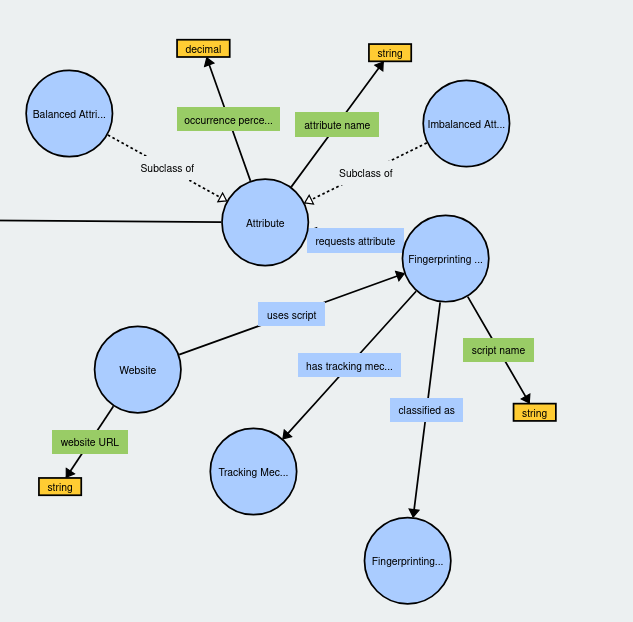 decimal
string
Balanced Attri...
occurrence perce...
attribute name
Imbalanced Att...
Subclass of
Subclass of
Attribute
requests attribute
Fingerprinting ...
uses script
script name
Website
has tracking mec...
classified as
string
website URL
Tracking Mec...
string
Fingerprinting...